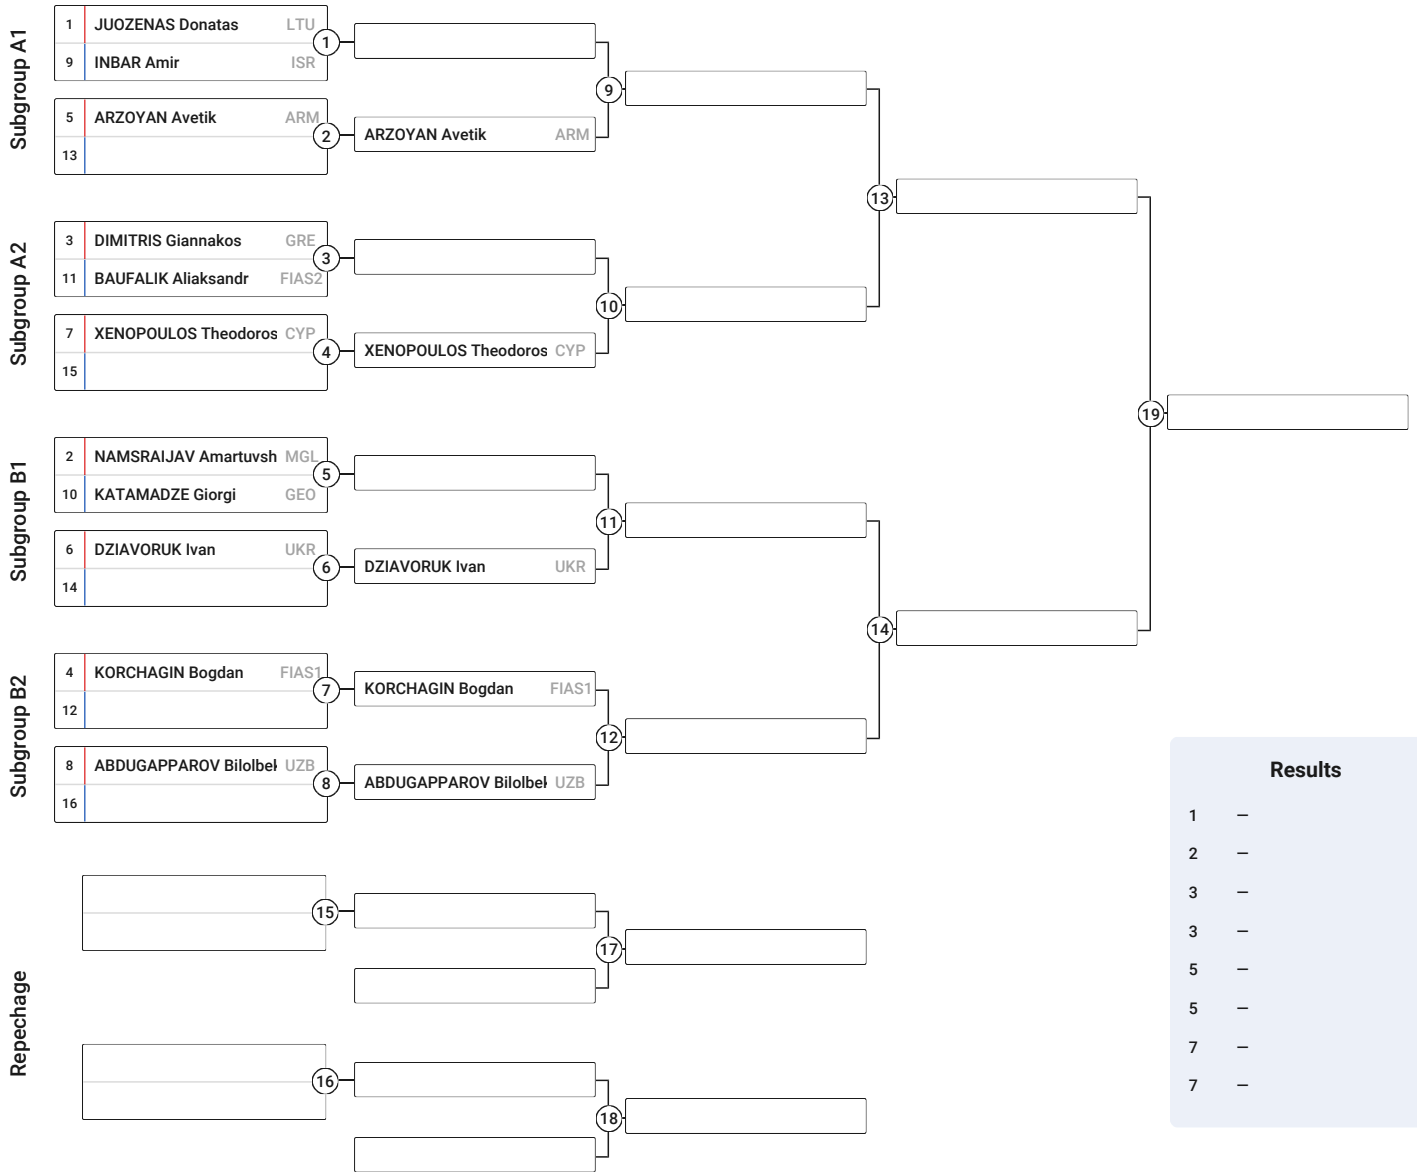 Subgroup A1
1 JUOZENAS Donatas LTU
9 INBAR Amir ISR
1
5 ARZOYAN Avetik ARM
13
2
ARZOYAN Avetik ARM
9
Subgroup A2
3 DIMITRIS Giannakos GRE
11 BAUFALIK Aliaksandr FIAS2
3
7 XENOPOULOS Theodoros CYP
15
4
XENOPOULOS Theodoros CYP
10
13
Subgroup B1
2 NAMSRAIJAV Amartuvsh MGL
10 KATAMADZE Giorgi GEO
5
6 DZIAVORUK Ivan UKR
14
6
DZIAVORUK Ivan UKR
11
Subgroup B2
4 KORCHAGIN Bogdan FIAS1
12
7
KORCHAGIN Bogdan FIAS1
8 ABDUGAPPAROV Bilolbek UZB
16
8
ABDUGAPPAROV Bilolbek UZB
12
14
19
Repechage
15
17
16
18
Results
1 –
2 –
3 –
3 –
5 –
5 –
7 –
7 –